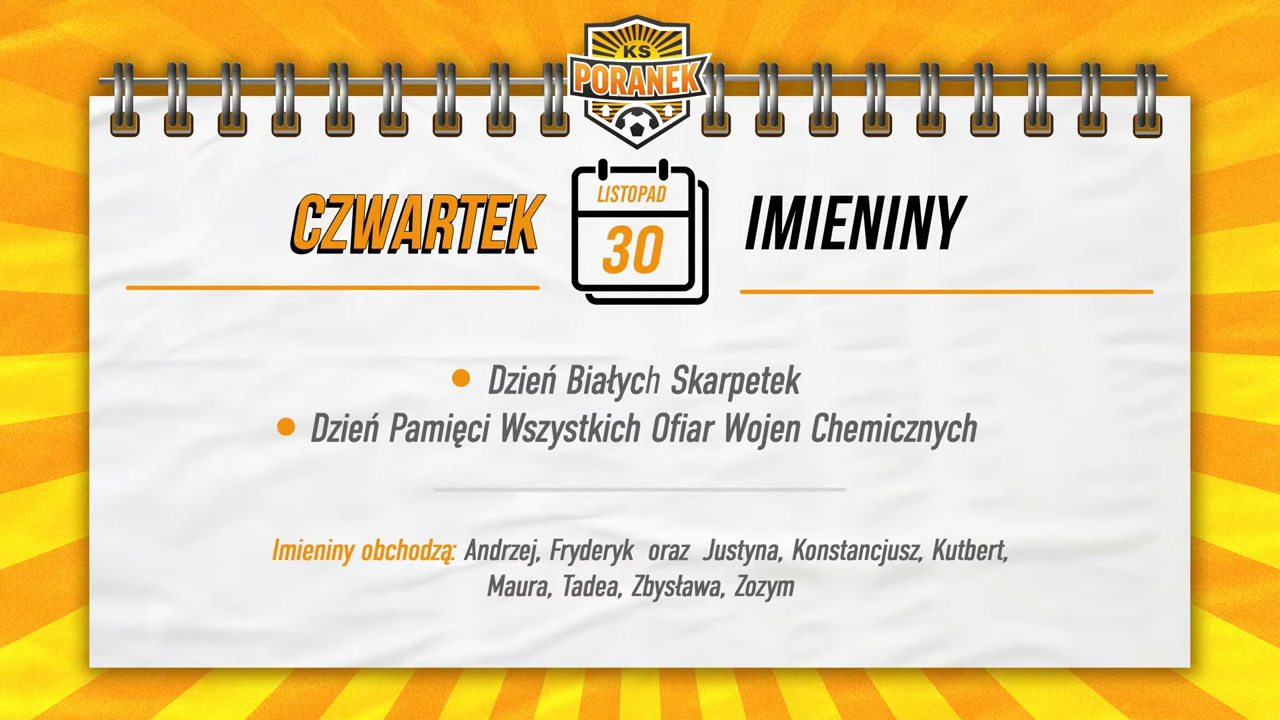 KS
PORANEK
CZWARTEK
LISTOPAD
30
IMIENINY
Dzień Białych Skarpetek
Dzień Pamięci Wszystkich Ofiar Wojen Chemicznych
Imieniny obchodzą: Andrzej, Fryderyk oraz Justyna, Konstancjusz, Kutbert,
Maura, Tadea, Zbysława, Zozym